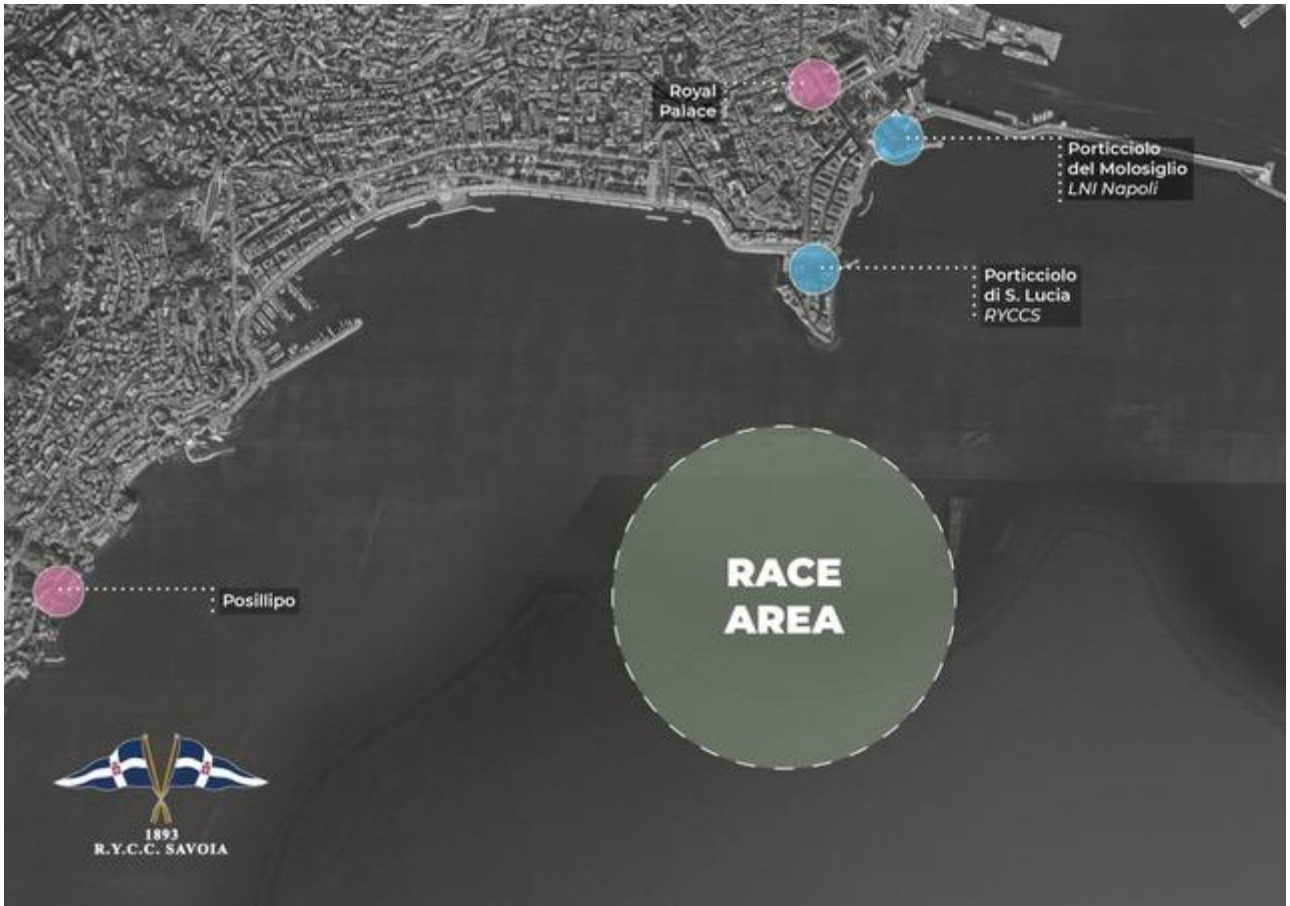 Royal
Palace
Porticciolo
del Molosiglio
LNI Napoli
Porticciolo
di S. Lucia
RYCCS
RACE
AREA
Posillipo
1893
R.Y.C.C. SAVOIA